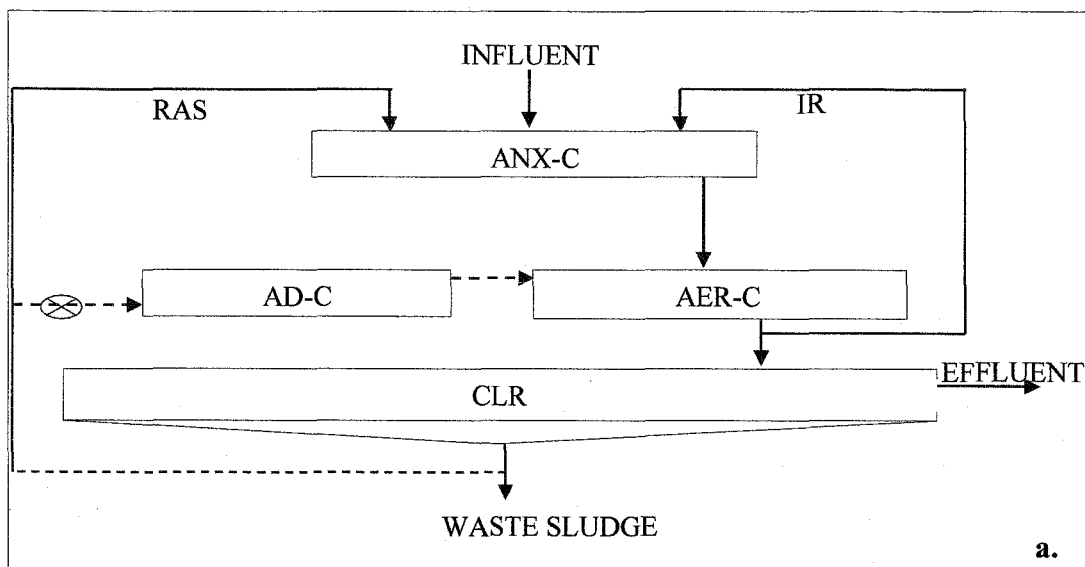 INFLUENT
RAS
IR
ANX-C
AD-C
AER-C
EFFLUENT
CLR
WASTE SLUDGE
a.